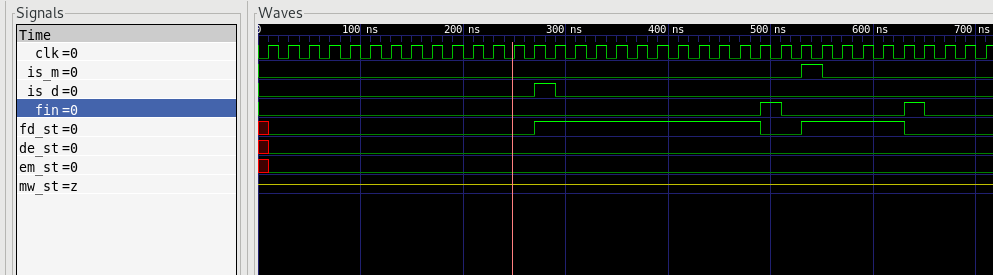 Signals
Waves
Time
0 100 ns 200 ns 300 ns 400 ns 500 ns 600 ns 700 ns
clk=0
is_m=0
is_d=0
fin=0
fd_st=0
de_st=0
em_st=0
mw_st=z